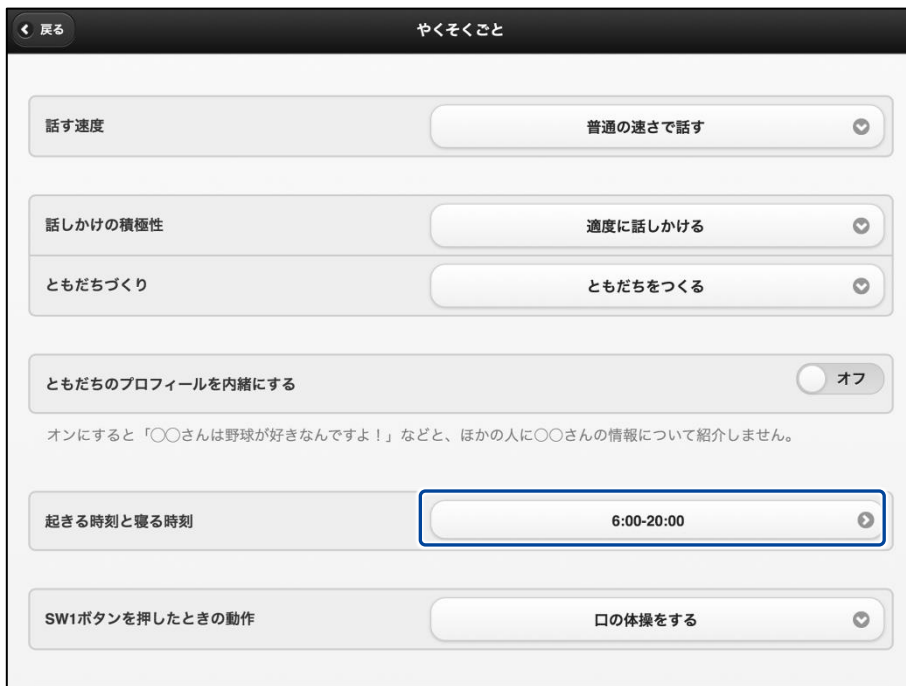 戻る
やくそくごと
話す速度
普通の速さで話す
話しかけの積極性
適度に話しかける
ともだちづくり
ともだちをつくる
ともだちのプロフィールを内緒にする
オフ
オンにすると「○○さんは野球が好きなんですよ！」などと、ほかの人に○○さんの情報について紹介しません。
起きる時刻と寝る時刻
6:00-20:00
SW1ボタンを押したときの動作
口の体操をする